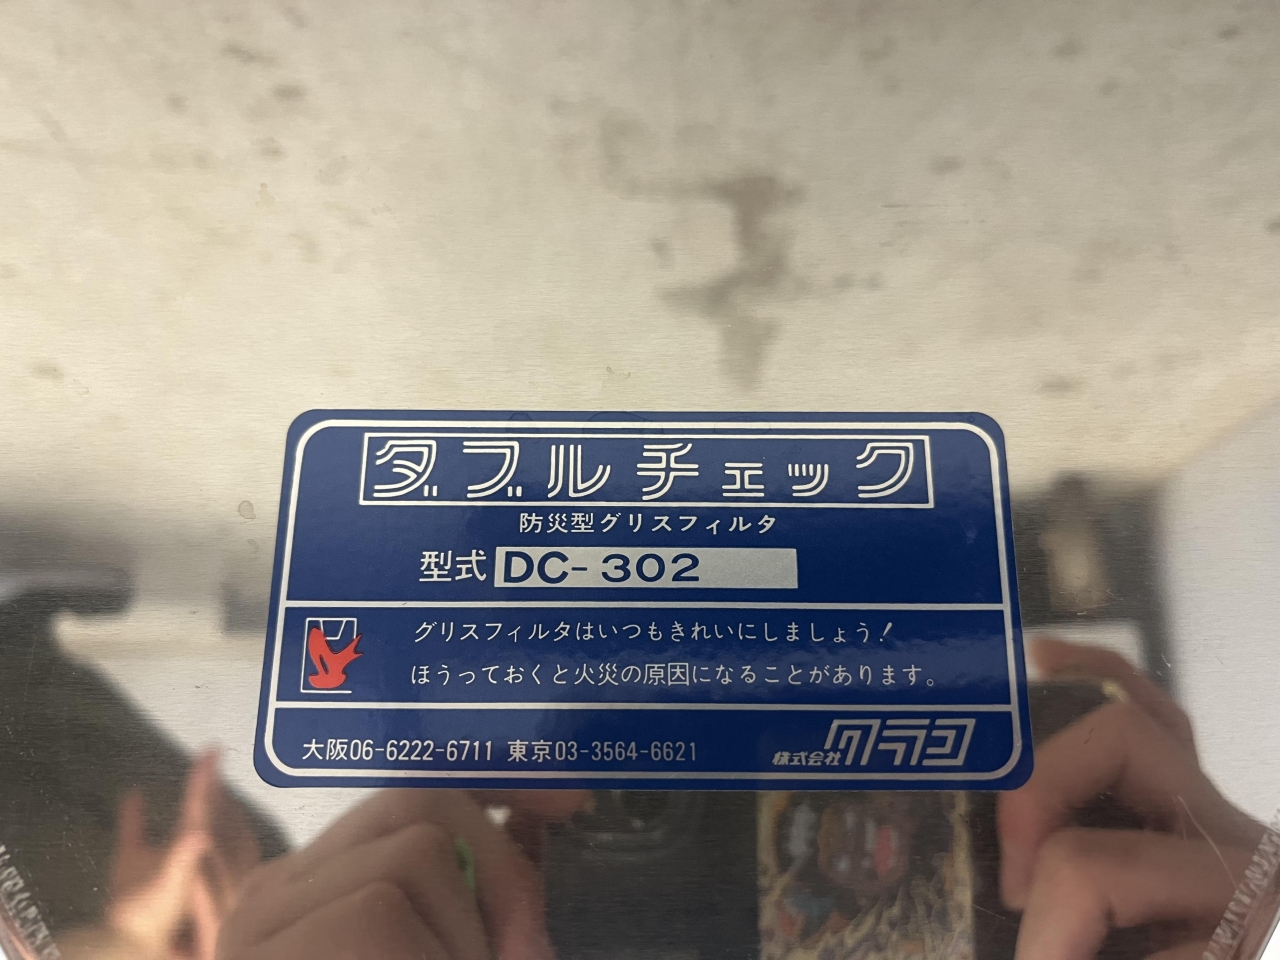 ダブルチェック
防災型グリスフィルタ
型式 DC-302
グリスフィルタはいつもきれいにしましょう!
ほうっておくと火災の原因になることがあります。
大阪06-6222-6711 東京03-3564-6621 株式会社クラコ